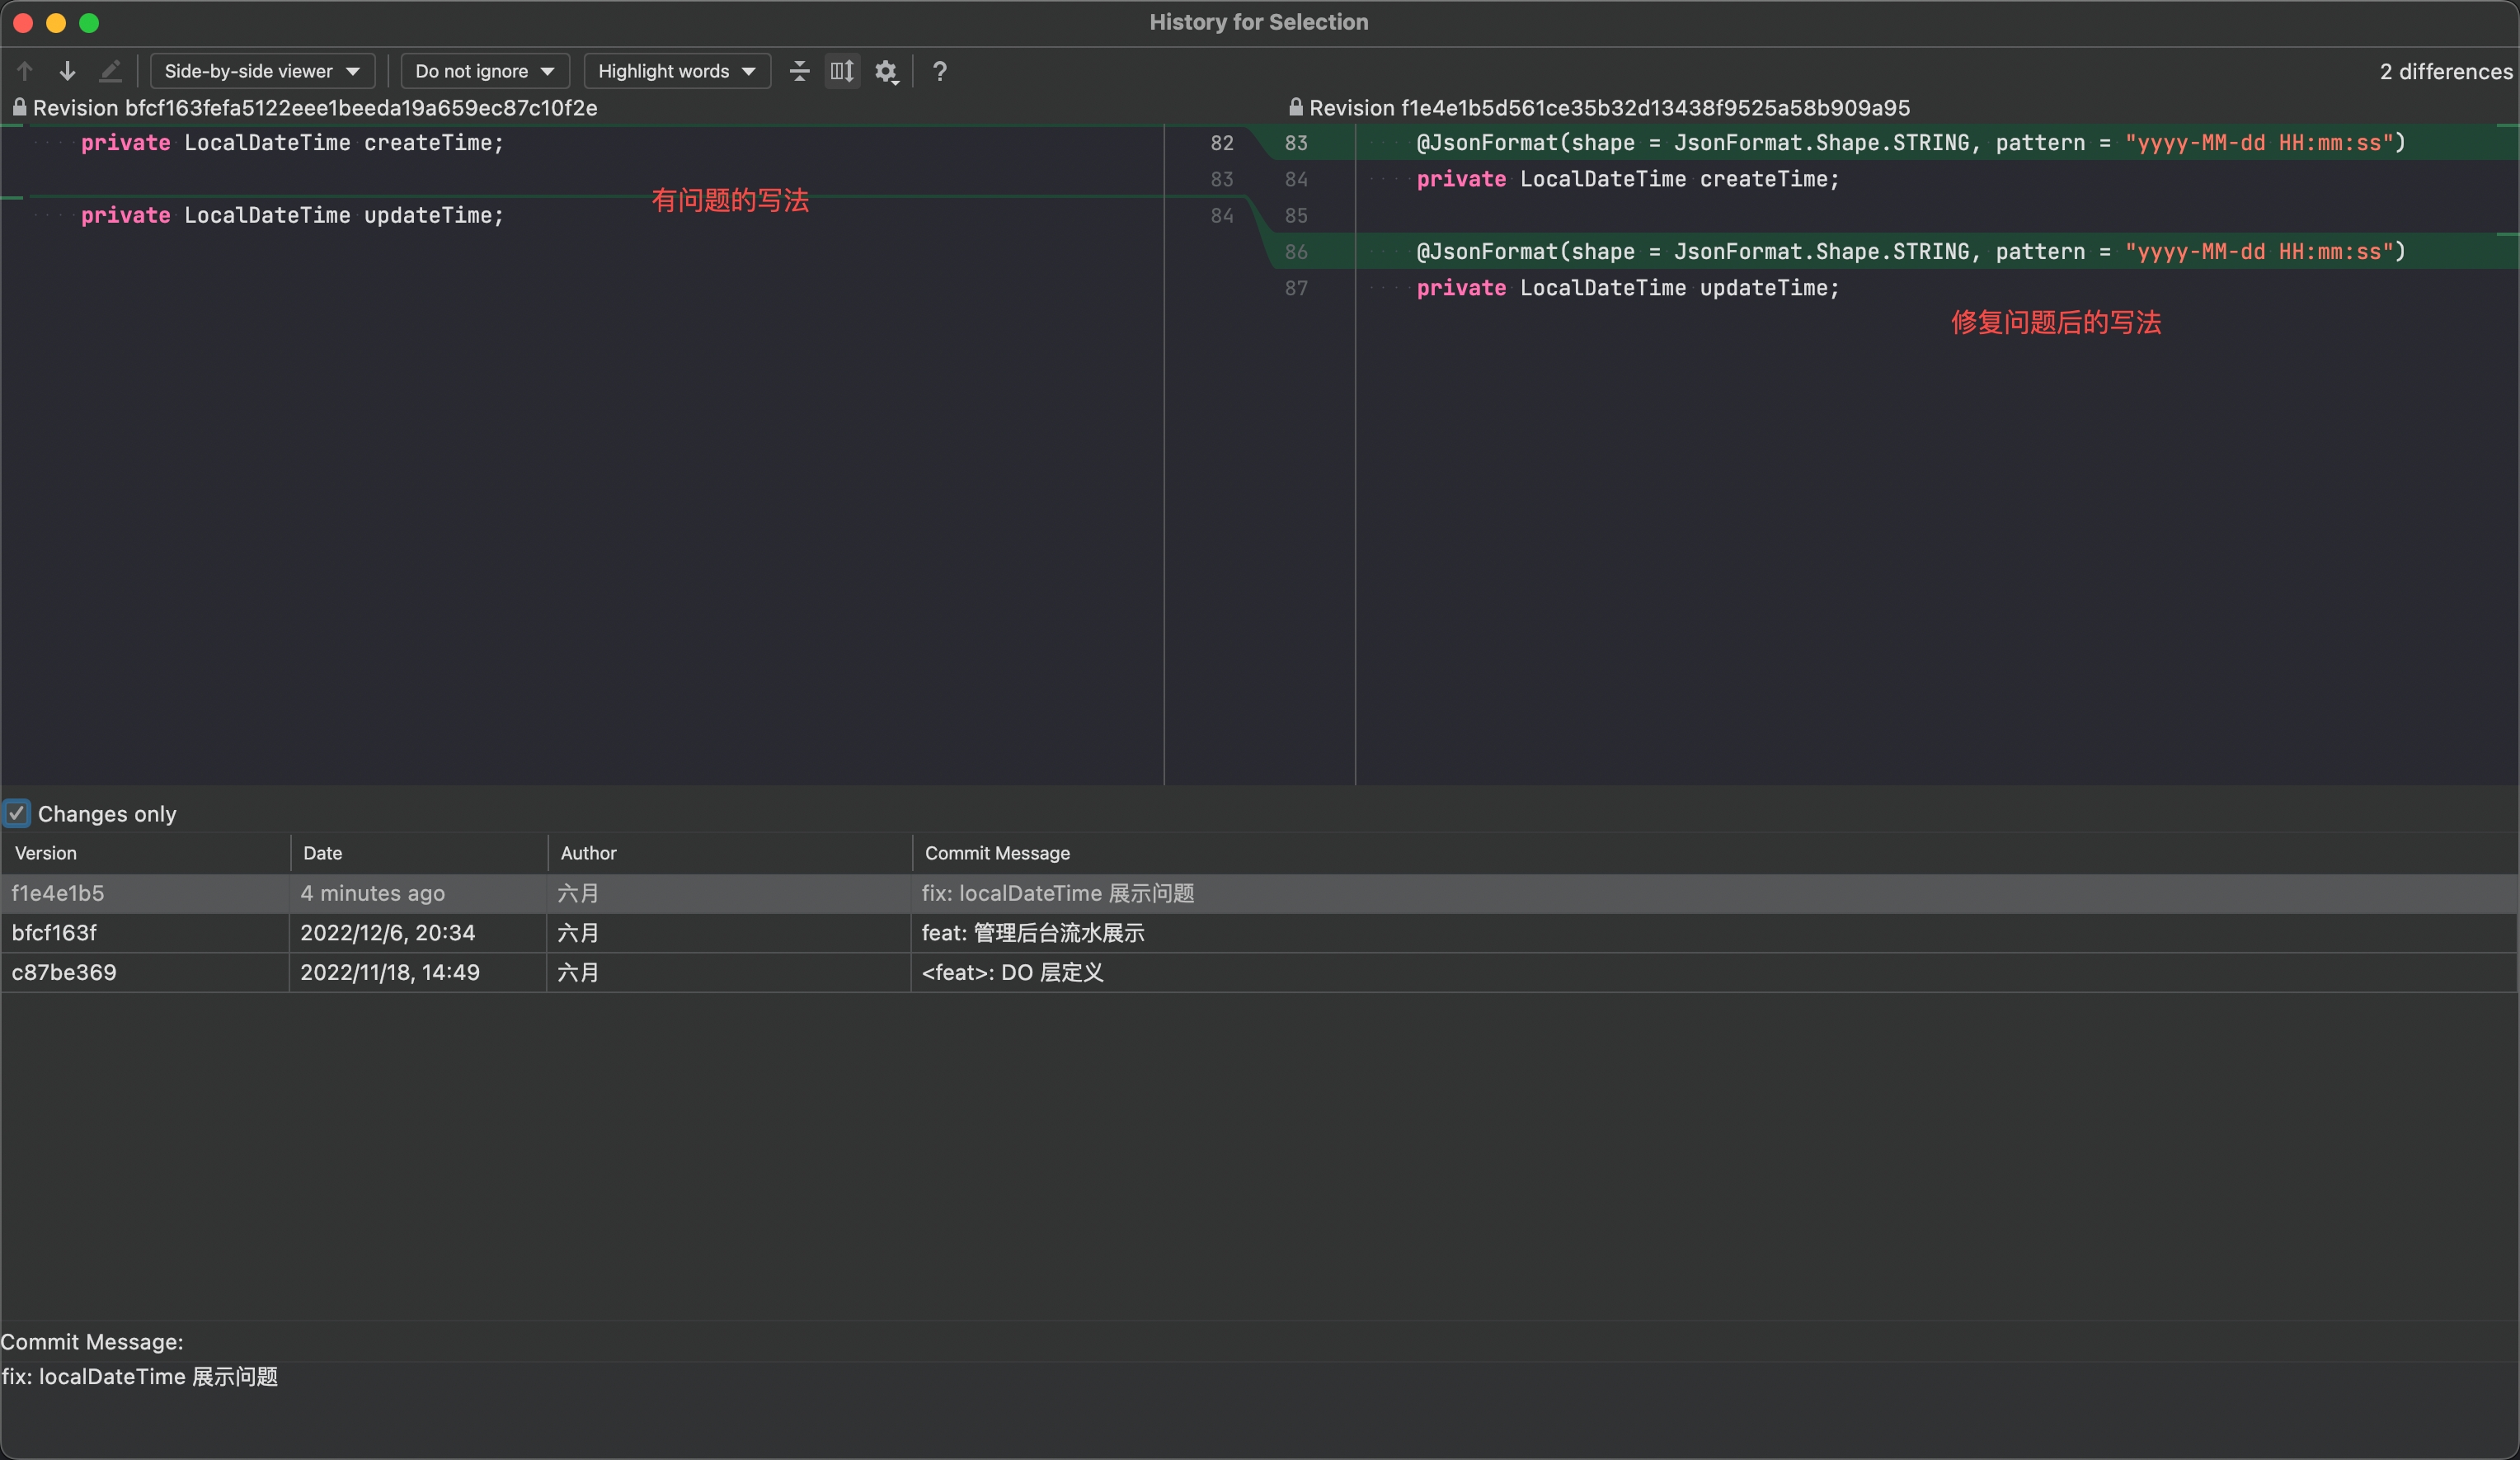 History for Selection
Side-by-side viewer Do not ignore Highlight words ? 2 differences
Revision bfcf163fefa5122eee1beeda19a659ec87c10f2e
private LocalDateTime createTime;
有问题的写法
private LocalDateTime updateTime;
82
83
84
Revision f1e4e1b5d561ce35b32d13438f9525a58b909a95
83 @JsonFormat(shape = JsonFormat.Shape.STRING, pattern = "yyyy-MM-dd HH:mm:ss")
84 private LocalDateTime createTime;
85
86 @JsonFormat(shape = JsonFormat.Shape.STRING, pattern = "yyyy-MM-dd HH:mm:ss")
87 private LocalDateTime updateTime;
修复问题后的写法
Changes only
Version Date Author Commit Message
f1e4e1b5 4 minutes ago 六月 fix: localDateTime 展示问题
bfcf163f 2022/12/6, 20:34 六月 feat: 管理后台流水展示
c87be369 2022/11/18, 14:49 六月 <feat>: DO 层定义
Commit Message:
fix: localDateTime 展示问题